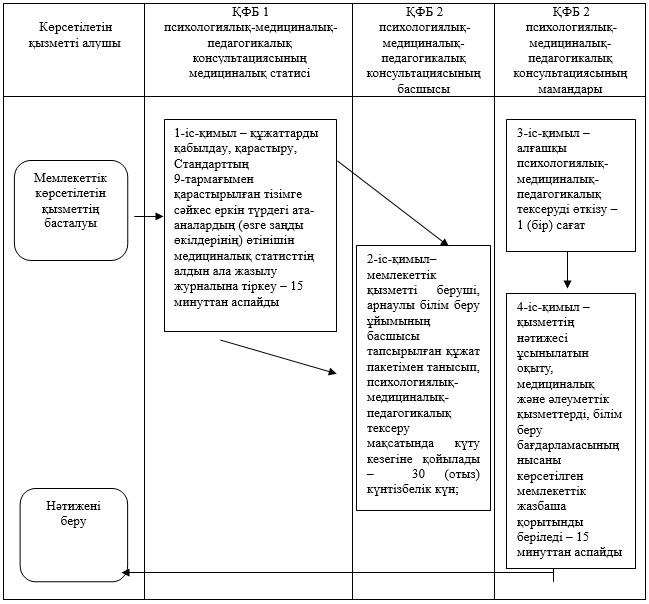 Көрсетілетін
қызметті алушы
ҚФБ 1
психологиялық-медициналық-
педагогикалық
консультациясының
медициналық статисі
ҚФБ 2
психологиялық-
медициналық-
педагогикалық
консультациясының
басшысы
ҚФБ 2
психологиялық-
медициналық-
педагогикалық
консультациясының
мамандары
Мемлекеттік
көрсетілетін
қызметтің
басталуы
1-іс-қимыл – құжаттарды
қабылдау, қарастыру,
Стандарттың
9-тармағымен
қарастырылған тізімге
сәйкес еркін түрдегі ата-
аналардың (өзге заңды
өкілдерінің) өтінішін
медициналық статисттің
алдын ала жазылу
журналына тіркеу – 15
минуттан аспайды
2-іс-қимыл–
мемлекеттік
қызметті беруші,
арнаулы білім беру
ұйымының
басшысы
тапсырылған құжат
пакетімен танысып,
психологиялық-
медициналық-
педагогикалық
тексеру
мақсатында күту
кезегіне қойылады
– 30 (отыз)
күнтізбелік күн;
3-іс-қимыл –
алғашқы
психологиялық-
медициналық-
педагогикалық
тексеруді өткізу –
1 (бір) сағат
4-іс-қимыл –
қызметтің
нәтижесі
ұсынылатын
оқыту,
медициналық
және әлеуметтік
қызметтерді, білім
беру
бағдарламасының
нысаны
көрсетілген
мемлекеттік
жазбаша
қорытынды
беріледі – 15
минуттан аспайды
Нәтижені
беру